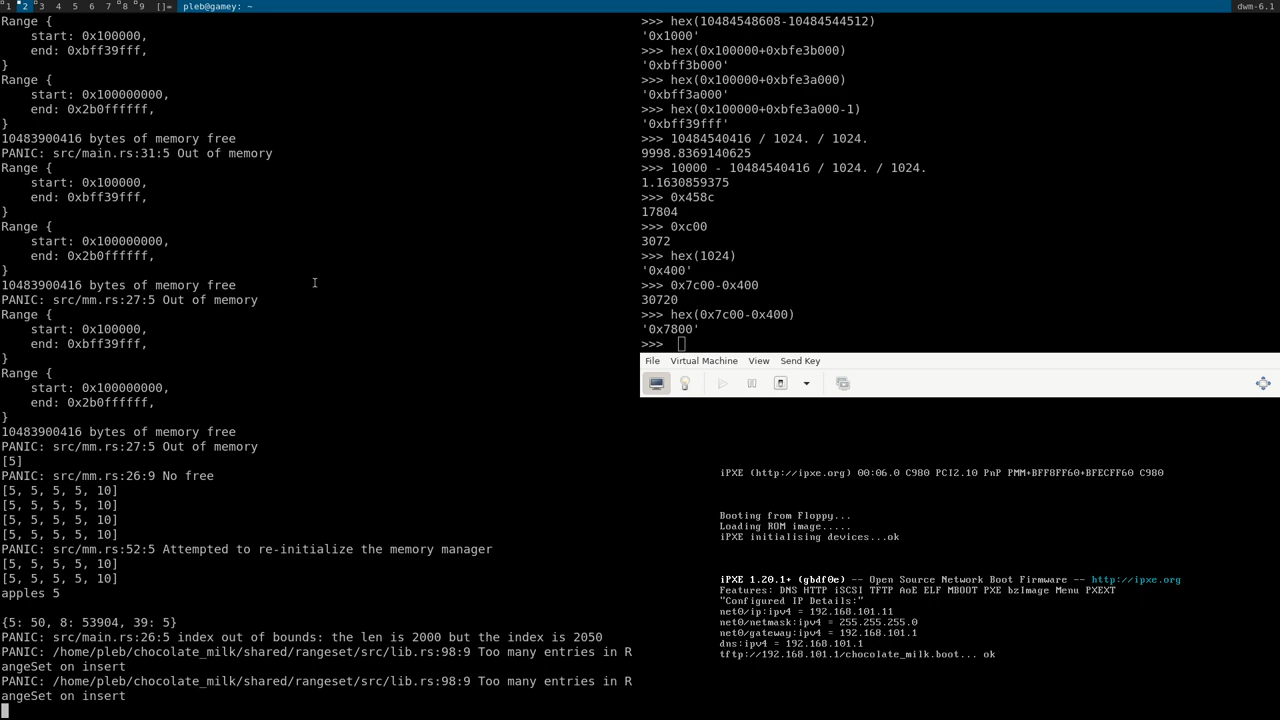 1 2 3 4 5 6 7 8 9 []= pleb@gamey: ~ dwm-6.1
Range {
    start: 0x100000,
    end: 0xbff39fff,
}
Range {
    start: 0x100000000,
    end: 0x2b0ffffff,
}
10483900416 bytes of memory free
PANIC: src/main.rs:31:5 Out of memory
Range {
    start: 0x100000,
    end: 0xbff39fff,
}
Range {
    start: 0x100000000,
    end: 0x2b0ffffff,
}
10483900416 bytes of memory free
PANIC: src/mm.rs:27:5 Out of memory
Range {
    start: 0x100000,
    end: 0xbff39fff,
}
Range {
    start: 0x100000000,
    end: 0x2b0ffffff,
}
10483900416 bytes of memory free
PANIC: src/mm.rs:27:5 Out of memory
[5]
PANIC: src/mm.rs:26:9 No free
[5, 5, 5, 5, 10]
[5, 5, 5, 5, 10]
[5, 5, 5, 5, 10]
[5, 5, 5, 5, 10]
PANIC: src/mm.rs:52:5 Attempted to re-initialize the memory manager
[5, 5, 5, 5, 10]
[5, 5, 5, 5, 10]
apples 5
{5: 50, 8: 53904, 39: 5}
PANIC: src/main.rs:26:5 index out of bounds: the len is 2000 but the index is 2050
PANIC: /home/pleb/chocolate_milk/shared/rangeset/src/lib.rs:98:9 Too many entries in R
angeSet on insert
PANIC: /home/pleb/chocolate_milk/shared/rangeset/src/lib.rs:98:9 Too many entries in R
angeSet on insert
>>> hex(10484548608-10484544512)
'0x1000'
>>> hex(0x100000+0xbfe3b000)
'0xbff3b000'
>>> hex(0x100000+0xbfe3a000)
'0xbff3a000'
>>> hex(0x100000+0xbfe3a000-1)
'0xbff39fff'
>>> 10484540416 / 1024. / 1024.
9998.8369140625
>>> 10000 - 10484540416 / 1024. / 1024.
1.1630859375
>>> 0x458c
17804
>>> 0xc00
3072
>>> hex(1024)
'0x400'
>>> 0x7c00-0x400
30720
>>> hex(0x7c00-0x400)
'0x7800'
>>>
File Virtual Machine View Send Key
iPXE (http://ipxe.org) 00:06.0 C980 PCI2.10 PnP PMM+BFF8FF60+BFECFF60 C980
Booting from Floppy...
Loading ROM image.....
iPXE initialising devices...ok
iPXE 1.20.1+ (gbdf0e) -- Open Source Network Boot Firmware -- http://ipxe.org
Features: DNS HTTP iSCSI TFTP AoE ELF MBOOT PXE bzImage Menu PXEXT
"Configured IP Details:"
net0/ip:ipv4 = 192.168.101.11
net0/netmask:ipv4 = 255.255.255.0
net0/gateway:ipv4 = 192.168.101.1
dns:ipv4 = 192.168.101.1
tftp://192.168.101.1/chocolate_milk.boot... ok